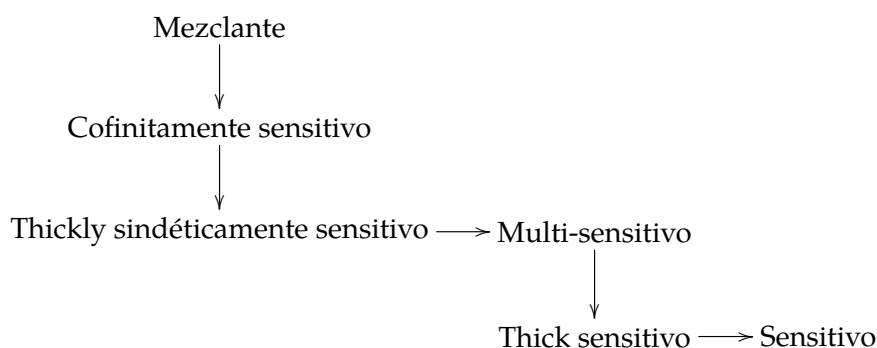 Mezclante
Cofinitamente sensitivo
Thickly sindéticamente sensitivo
Multi-sensitivo
Thick sensitivo
Sensitivo